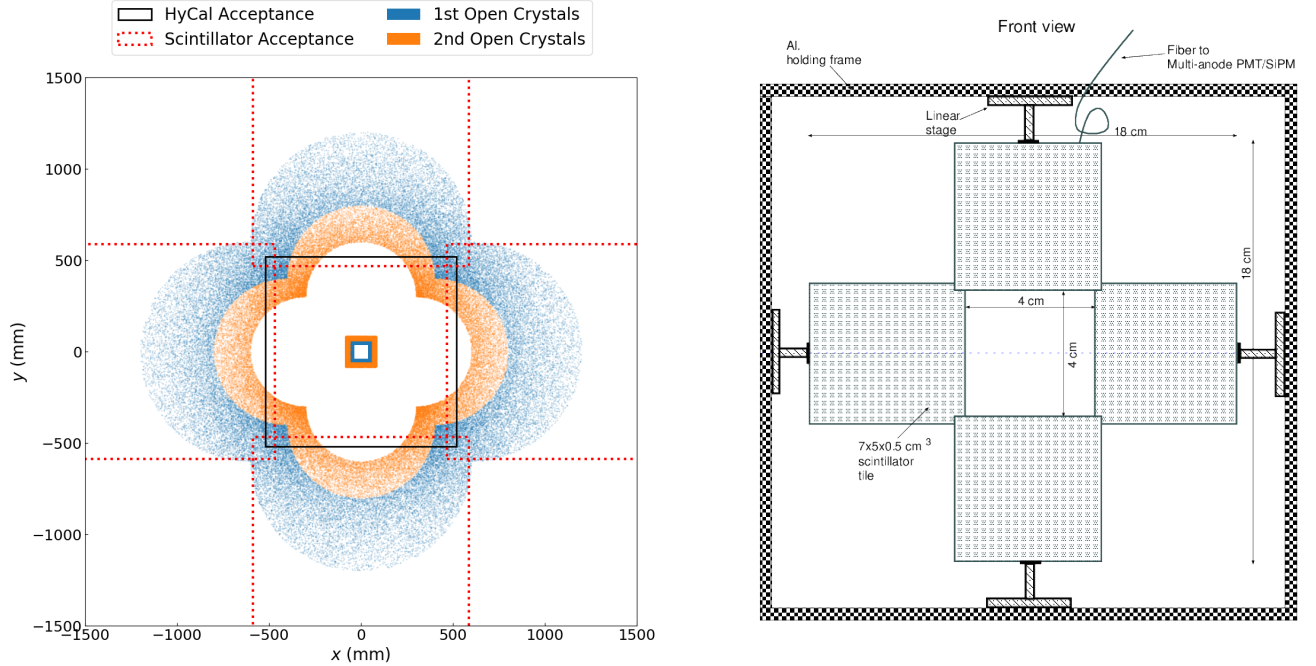 HyCal Acceptance
Scintillator Acceptance
1st Open Crystals
2nd Open Crystals
1500
1000
500
0
−500
−1000
−1500
−1500
−1000
−500
0
500
1000
1500
y (mm)
x (mm)
Front view
Al.
holding frame
Fiber to
Multi-anode PMT/SiPM
Linear
stage
18 cm
18 cm
4 cm
4 cm
7x5x0.5 cm 3
scintillator
tile